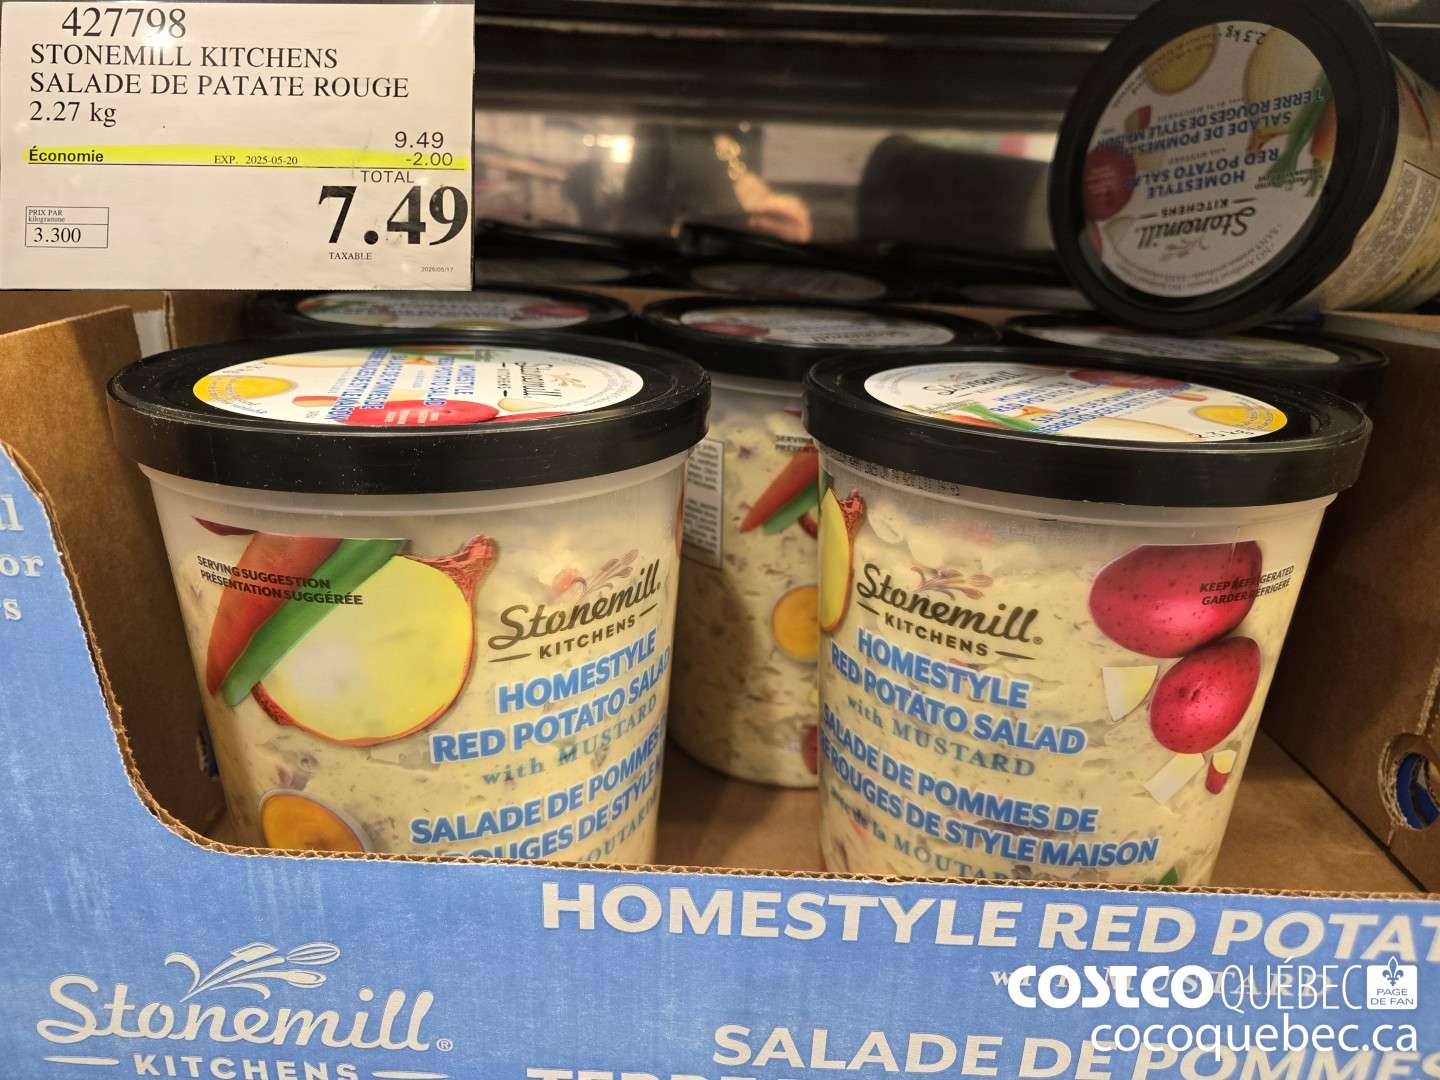 427798
STONEMILL KITCHENS
SALADE DE PATATE ROUGE
2.27 kg
9.49
Économie EXP. 2025-05-20 -2.00
TOTAL
7.49
PRIX PAR
kilogramme
3.300
TAXABLE
Stonemill
KITCHENS
HOMESTYLE
RED POTATO SALAD
SALADE DE POMMES DE
TERRE ROUGES DE STYLE MAISON
SERVING SUGGESTION
PRÉSENTATION SUGGÉRÉE
Stonemill
KITCHENS
HOMESTYLE
RED POTATO SALAD
with MUSTARD
SALADE DE POMMES
ROUGES DE STYLE
MOUTARDE
Stonemill®
KITCHENS
HOMESTYLE
RED POTATO SALAD
with MUSTARD
SALADE DE POMMES DE
ROUGES DE STYLE MAISON
de la MOUTARD
KEEP REFRIGERATED
GARDER RÉFRIGÉRÉ
HOMESTYLE RED POTAT
with MUSTARD
Stonemill®
KITCHENS
SALADE DE POMMES
COSTCO QUÉBEC PAGE DE FAN
cocoquebec.ca